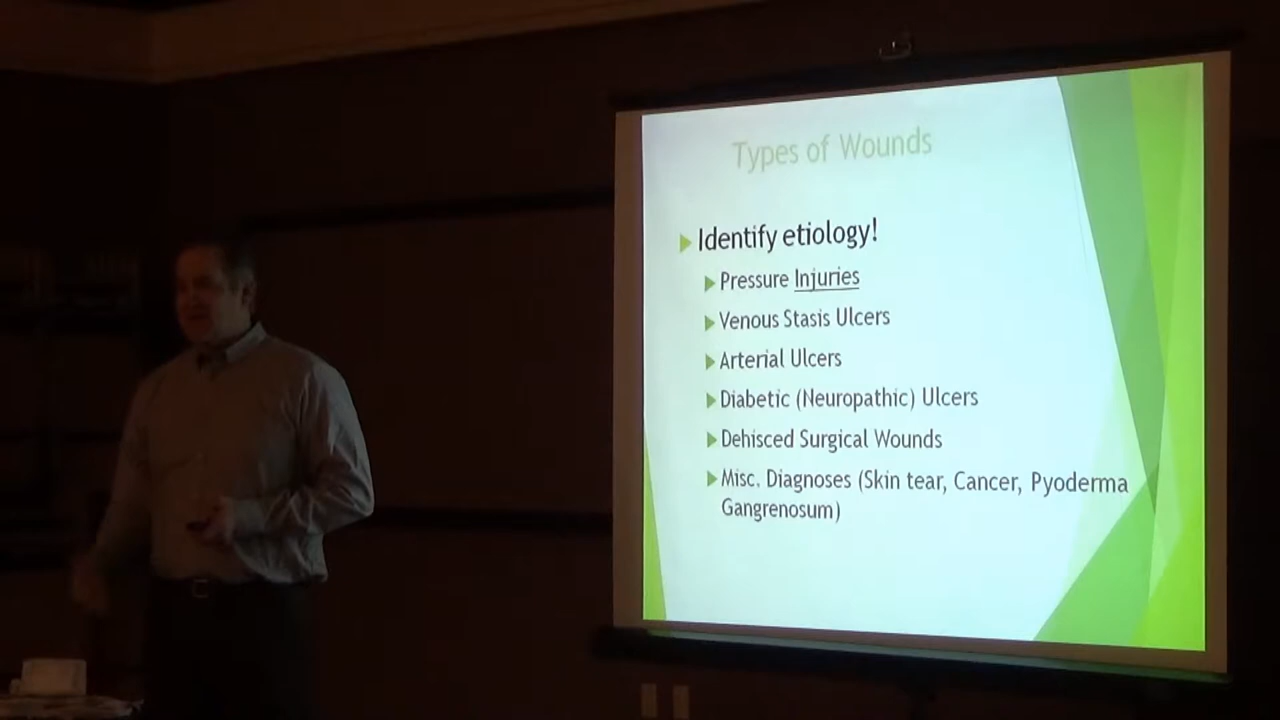 Types of Wounds
Identify etiology!
Pressure Injuries
Venous Stasis Ulcers
Arterial Ulcers
Diabetic (Neuropathic) Ulcers
Dehisced Surgical Wounds
Misc. Diagnoses (Skin tear, Cancer, Pyoderma
Gangrenosum)